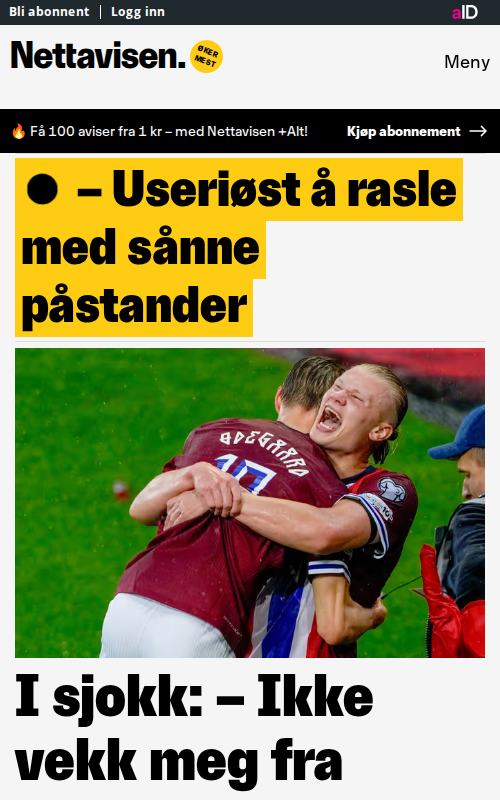 Bli abonnent | Logg inn
aID
Nettavisen.
ØKER
MEST
Meny
🔥 Få 100 aviser fra 1 kr – med Nettavisen +Alt!
Kjøp abonnement →
– Useriøst å rasle
med sånne
påstander
ØDEGAARD
10
I sjokk: – Ikke
vekk meg fra